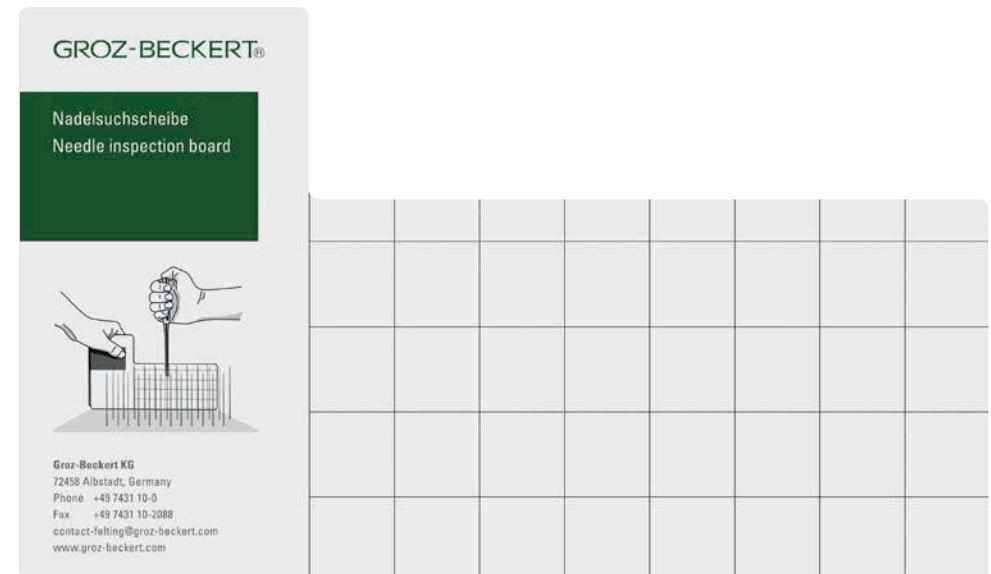 GROZ-BECKERT®
Nadelsuchscheibe
Needle inspection board
Groz-Beckert KG
72458 Albstadt, Germany
Phone +49 7431 10-0
Fax +49 7431 10-2088
contact-felting@groz-beckert.com
www.groz-beckert.com